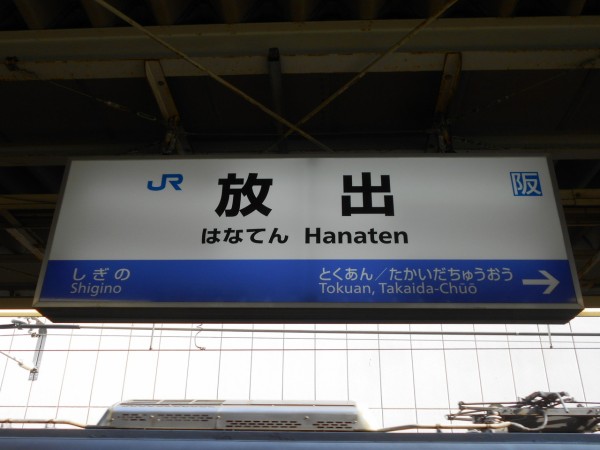 JR 放出 阪
はなてん Hanaten
しぎの とくあん／たかいだちゅうおう
Shigino Tokuan, Takaida-Chūō